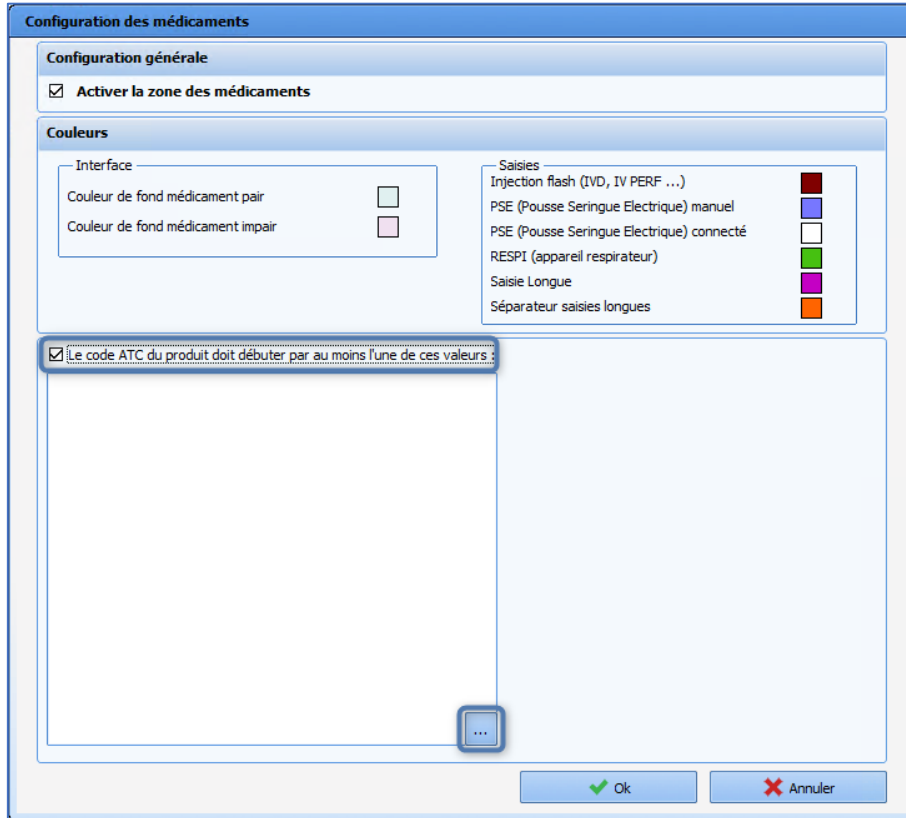 Configuration des médicaments
Configuration générale
Activer la zone des médicaments
Couleurs
Interface
Couleur de fond médicament pair
Couleur de fond médicament impair
Saisies
Injection flash (IVD, IV PERF ...)
PSE (Pousse Seringue Electrique) manuel
PSE (Pousse Seringue Electrique) connecté
RESPI (appareil respirateur)
Saisie Longue
Séparateur saisies longues
Le code ATC du produit doit débuter par au moins l'une de ces valeurs :
...
Ok
Annuler